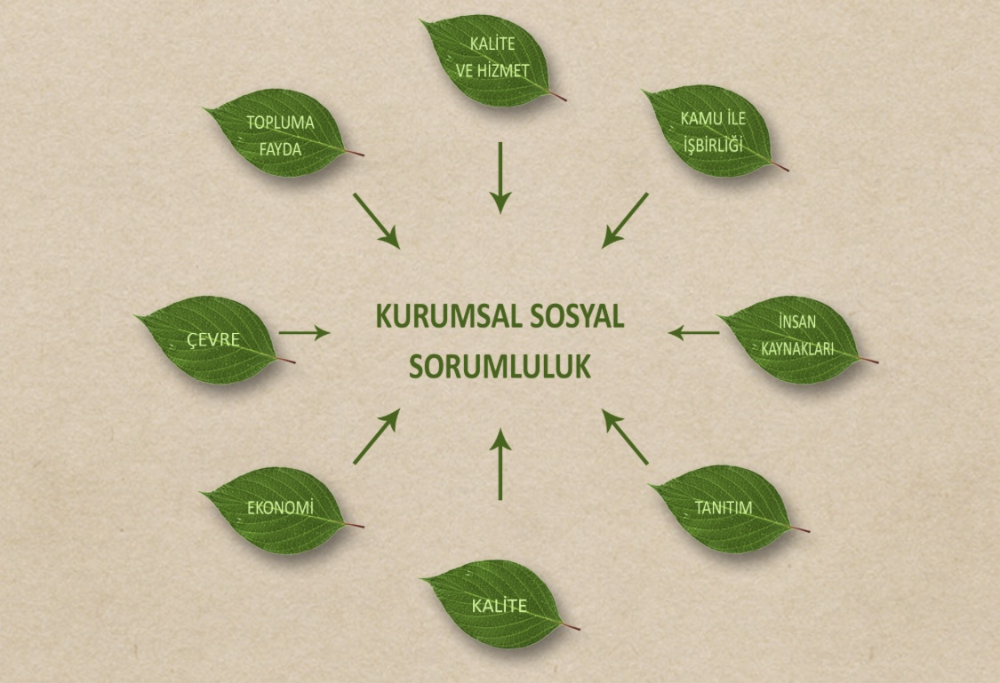 KALİTE
VE HİZMET
TOPLUMA
FAYDA
KAMU İLE
İŞBİRLİĞİ
KURUMSAL SOSYAL
SORUMLULUK
ÇEVRE
İNSAN
KAYNAKLARI
EKONOMİ
TANITIM
KALİTE